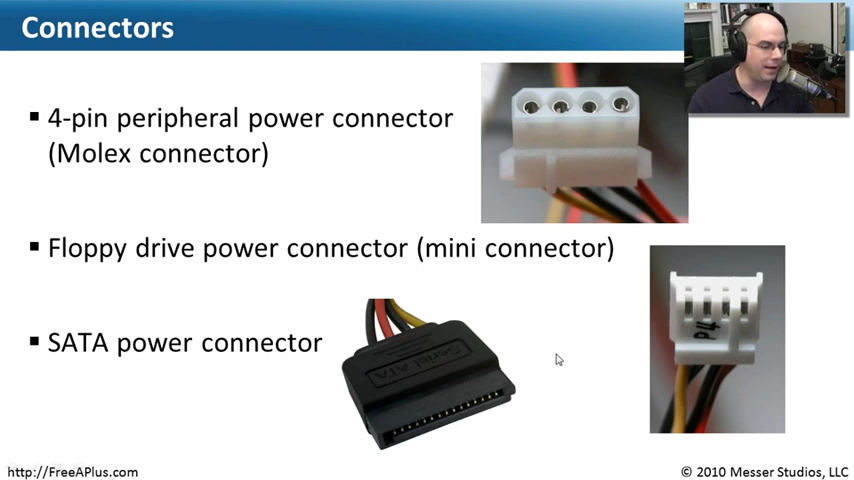 Connectors
▪ 4-pin peripheral power connector
(Molex connector)
▪ Floppy drive power connector (mini connector)
▪ SATA power connector
Serial ATA
P4
http://FreeAPlus.com
© 2010 Messer Studios, LLC